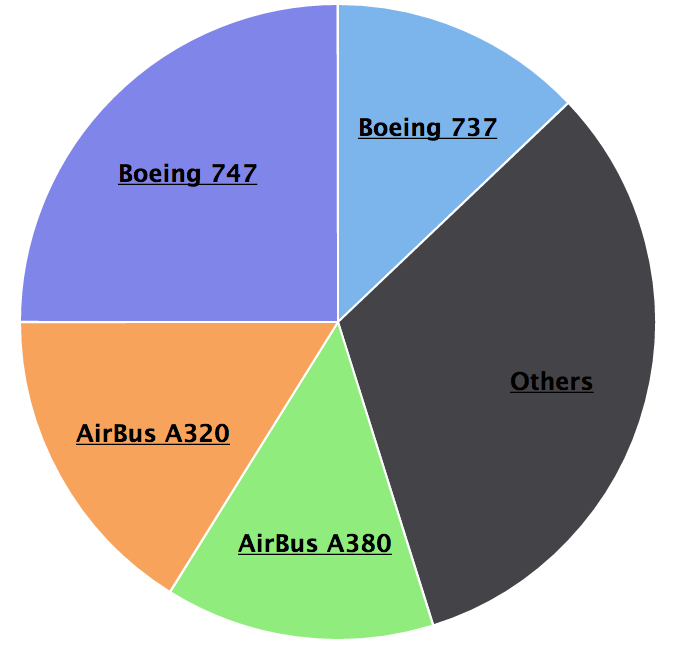 Boeing 737
Boeing 747
Others
AirBus A320
AirBus A380